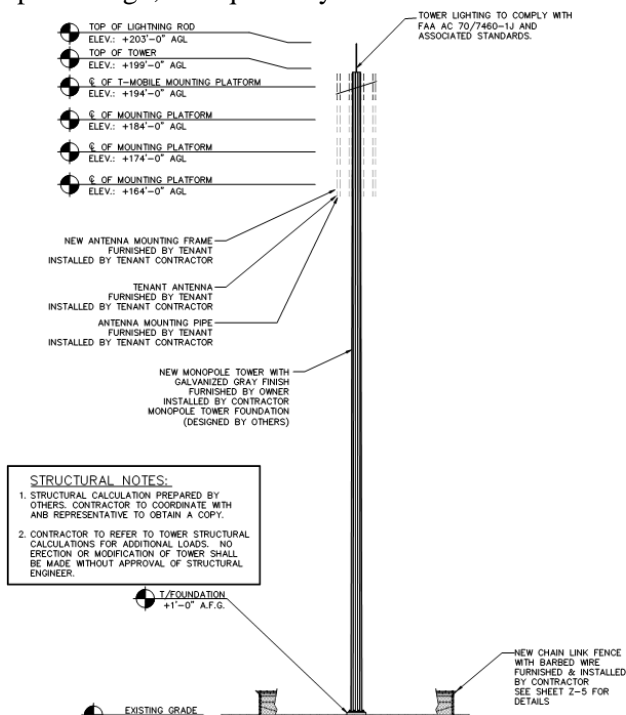 TOWER LIGHTING TO COMPLY WITH
FAA AC 70/7460-1J AND
ASSOCIATED STANDARDS.
TOP OF LIGHTNING ROD
ELEV.: +203'-0" AGL
TOP OF TOWER
ELEV.: +199'-0" AGL
℄ OF T-MOBILE MOUNTING PLATFORM
ELEV.: +194'-0" AGL
℄ OF MOUNTING PLATFORM
ELEV.: +184'-0" AGL
℄ OF MOUNTING PLATFORM
ELEV.: +174'-0" AGL
℄ OF MOUNTING PLATFORM
ELEV.: +164'-0" AGL
NEW ANTENNA MOUNTING FRAME
FURNISHED BY TENANT
INSTALLED BY TENANT CONTRACTOR
TENANT ANTENNA
FURNISHED BY TENANT
INSTALLED BY TENANT CONTRACTOR
ANTENNA MOUNTING PIPE
FURNISHED BY TENANT
INSTALLED BY TENANT CONTRACTOR
NEW MONOPOLE TOWER WITH
GALVANIZED GRAY FINISH
FURNISHED BY OWNER
INSTALLED BY CONTRACTOR
MONOPOLE TOWER FOUNDATION
(DESIGNED BY OTHERS)
STRUCTURAL NOTES:
1. STRUCTURAL CALCULATION PREPARED BY
OTHERS. CONTRACTOR TO COORDINATE WITH
ANB REPRESENTATIVE TO OBTAIN A COPY.
2. CONTRACTOR TO REFER TO TOWER STRUCTURAL
CALCULATIONS FOR ADDITIONAL LOADS. NO
ERECTION OR MODIFICATION OF TOWER SHALL
BE MADE WITHOUT APPROVAL OF STRUCTURAL
ENGINEER.
T/FOUNDATION
+1'-0" A.F.G.
NEW CHAIN LINK FENCE
WITH BARBED WIRE
FURNISHED & INSTALLED
BY CONTRACTOR
SEE SHEET Z-5 FOR
DETAILS
EXISTING GRADE